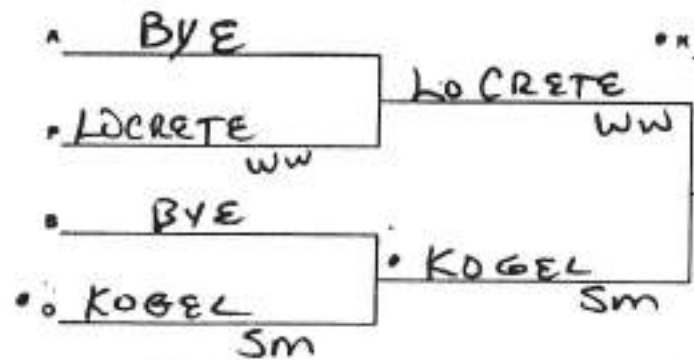 A BYE
• H
LOCRETE
WW
P LOCRETE
WW
B BYE
• KOGEL
SM
• O KOGEL
SM